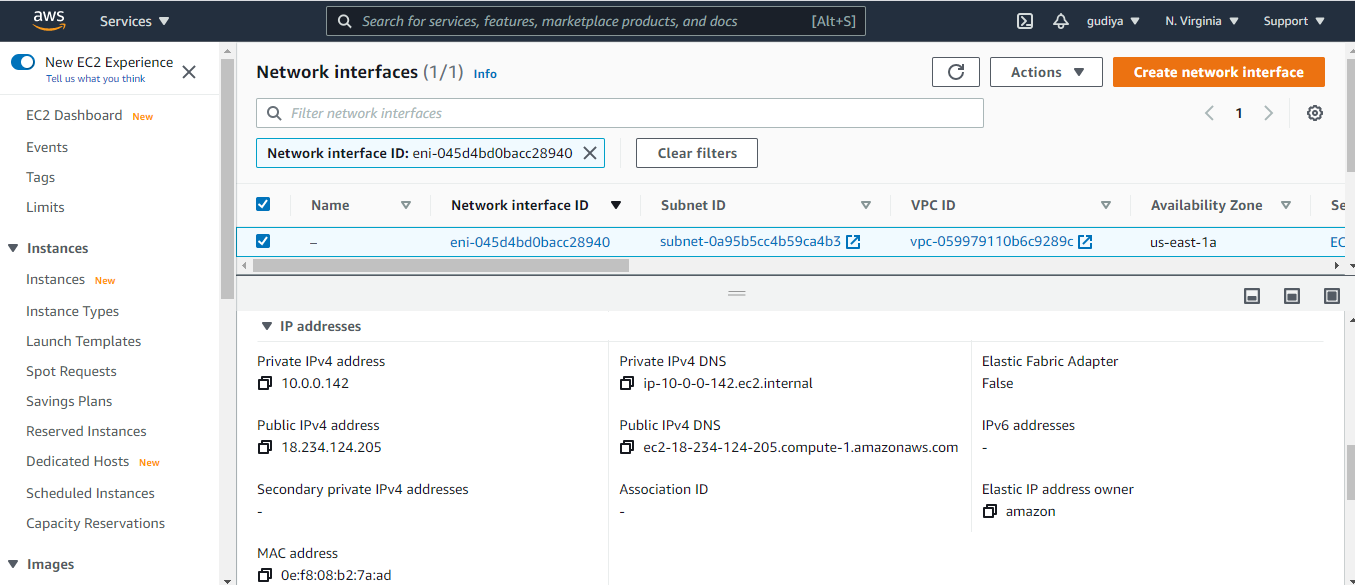 aws
Services
Search for services, features, marketplace products, and docs [Alt+S]
gudiya
N. Virginia
Support
New EC2 Experience
Tell us what you think
EC2 Dashboard New
Events
Tags
Limits
Instances
Instances New
Instance Types
Launch Templates
Spot Requests
Savings Plans
Reserved Instances
Dedicated Hosts New
Scheduled Instances
Capacity Reservations
Images
Network interfaces (1/1) Info
Actions
Create network interface
Filter network interfaces
1
Network interface ID: eni-045d4bd0bacc28940
Clear filters
Name Network interface ID Subnet ID VPC ID Availability Zone Se
– eni-045d4bd0bacc28940 subnet-0a95b5cc4b59ca4b3 vpc-059979110b6c9289c us-east-1a EC
IP addresses
Private IPv4 address
10.0.0.142
Private IPv4 DNS
ip-10-0-0-142.ec2.internal
Elastic Fabric Adapter
False
Public IPv4 address
18.234.124.205
Public IPv4 DNS
ec2-18-234-124-205.compute-1.amazonaws.com
IPv6 addresses
-
Secondary private IPv4 addresses
-
Association ID
-
Elastic IP address owner
amazon
MAC address
0e:f8:08:b2:7a:ad